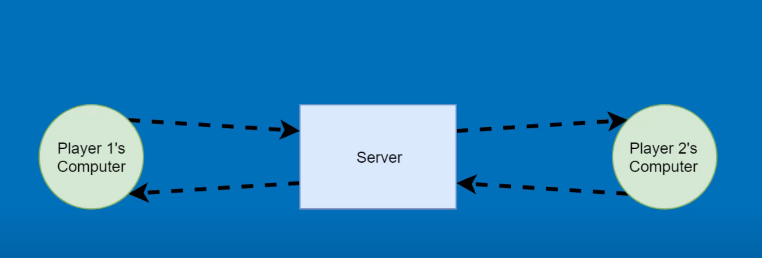 Player 1's
Computer
Server
Player 2's
Computer